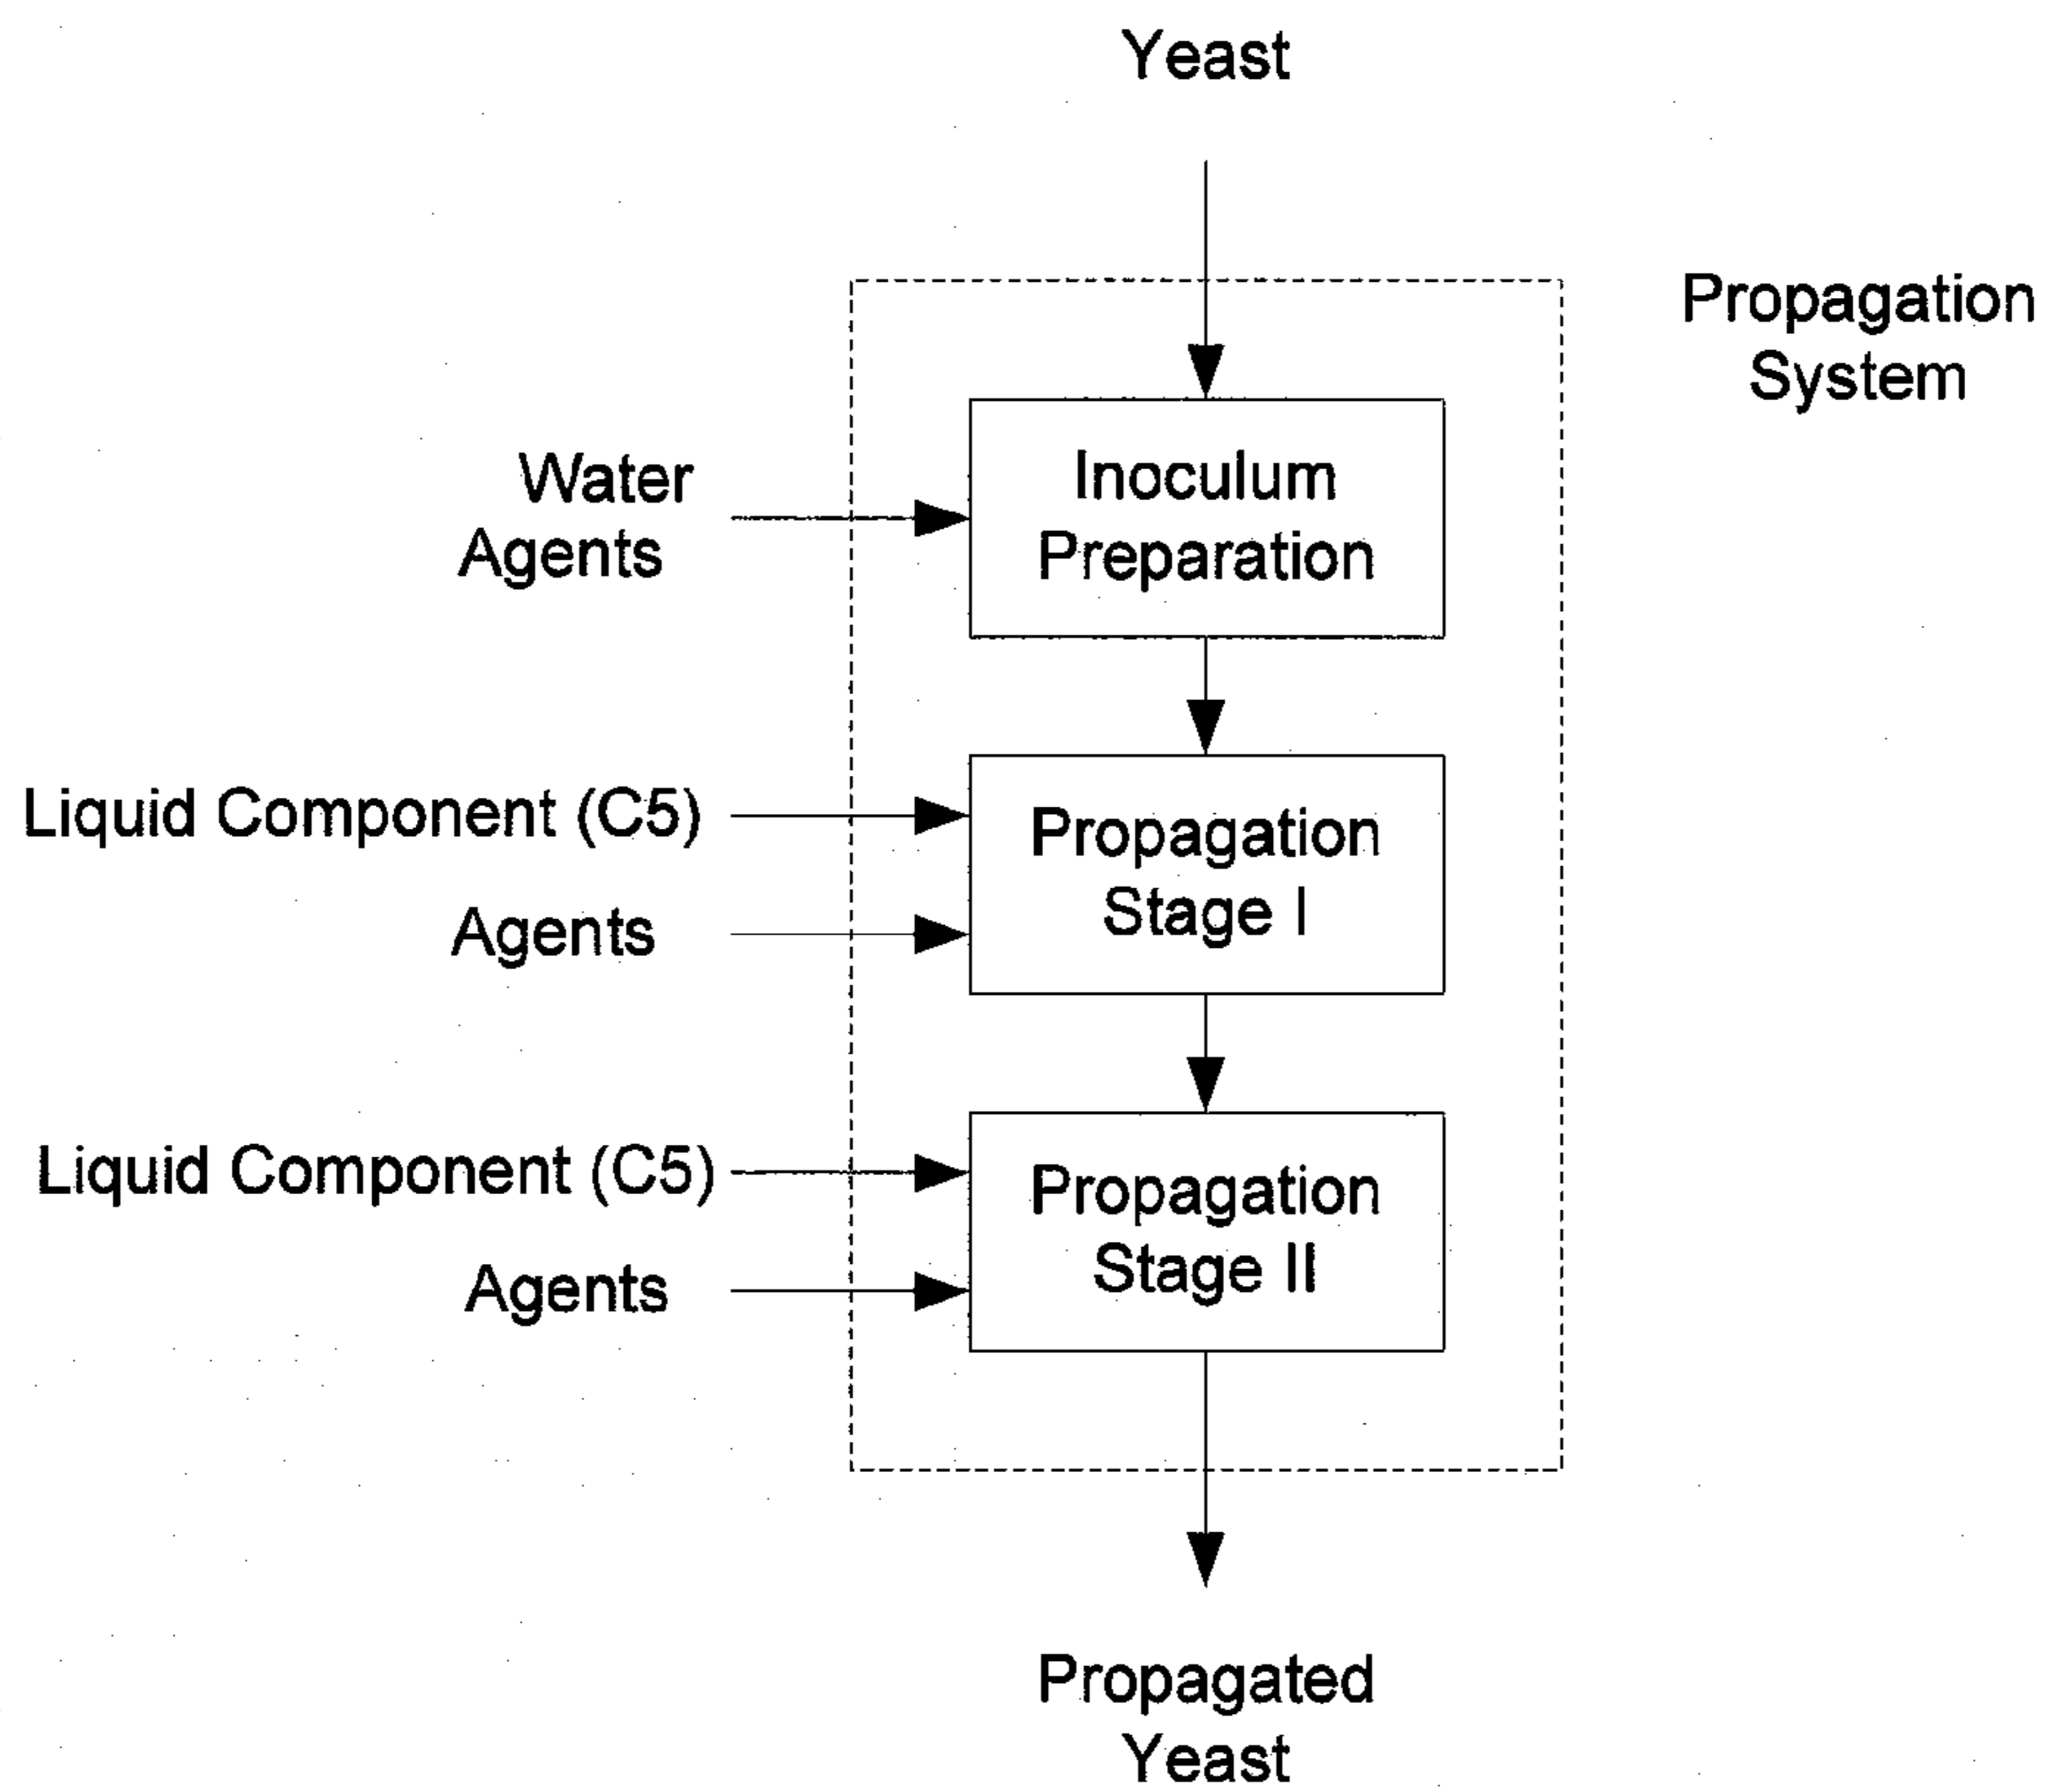 Yeast
Propagation
System
Water
Agents
Inoculum
Preparation
Liquid Component (C5)
Agents
Propagation
Stage I
Liquid Component (C5)
Agents
Propagation
Stage II
Propagated
Yeast